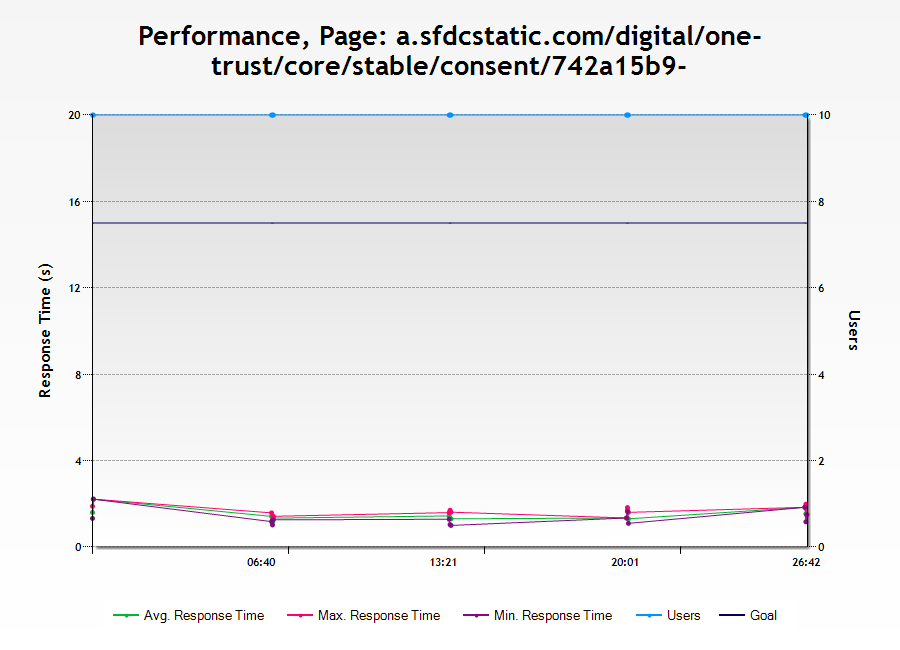 Performance, Page: a.sfdcstatic.com/digital/one-
trust/core/stable/consent/742a15b9-
20
16
12
8
4
0
Response Time (s)
10
8
6
4
2
0
Users
06:40
13:21
20:01
26:42
Avg. Response Time
Max. Response Time
Min. Response Time
Users
Goal